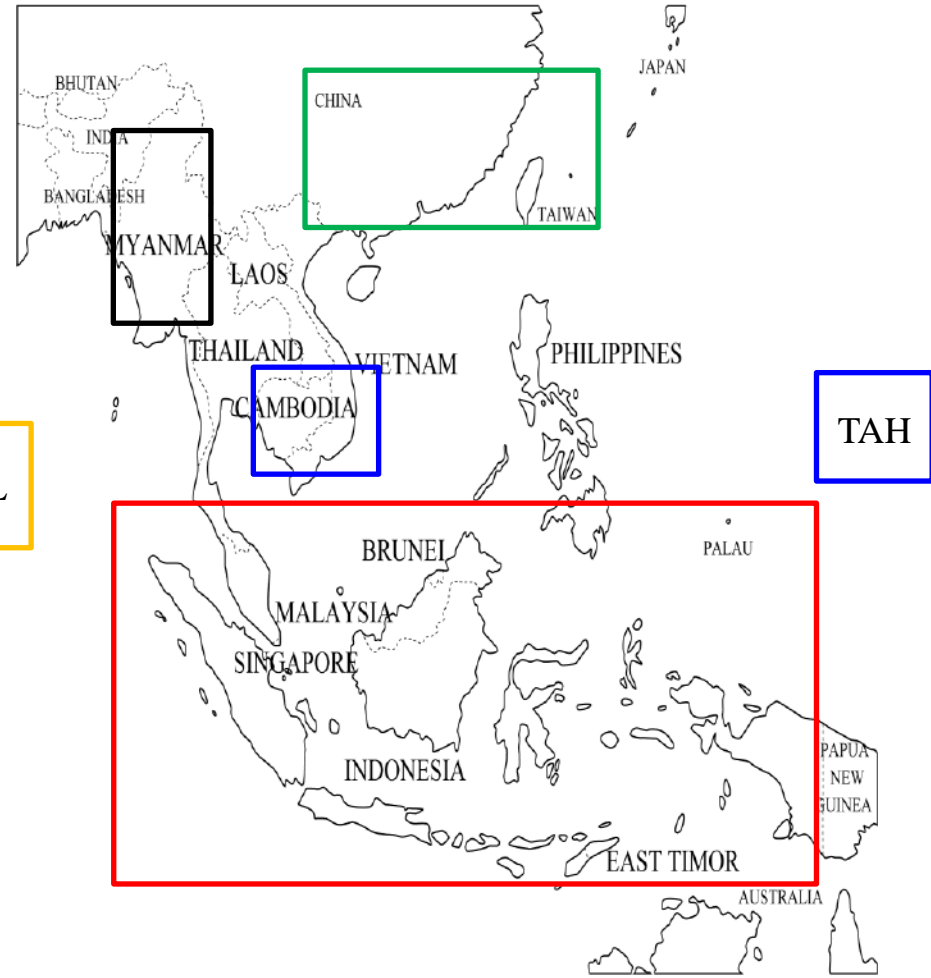 JAPAN
BHUTAN
CHINA
INDIA
BANGLADESH
TAIWAN
MYANMAR
LAOS
THAILAND
VIETNAM
PHILIPPINES
CAMBODIA
TAH
PALAU
BRUNEI
MALAYSIA
SINGAPORE
INDONESIA
PAPUA
NEW
GUINEA
EAST TIMOR
AUSTRALIA